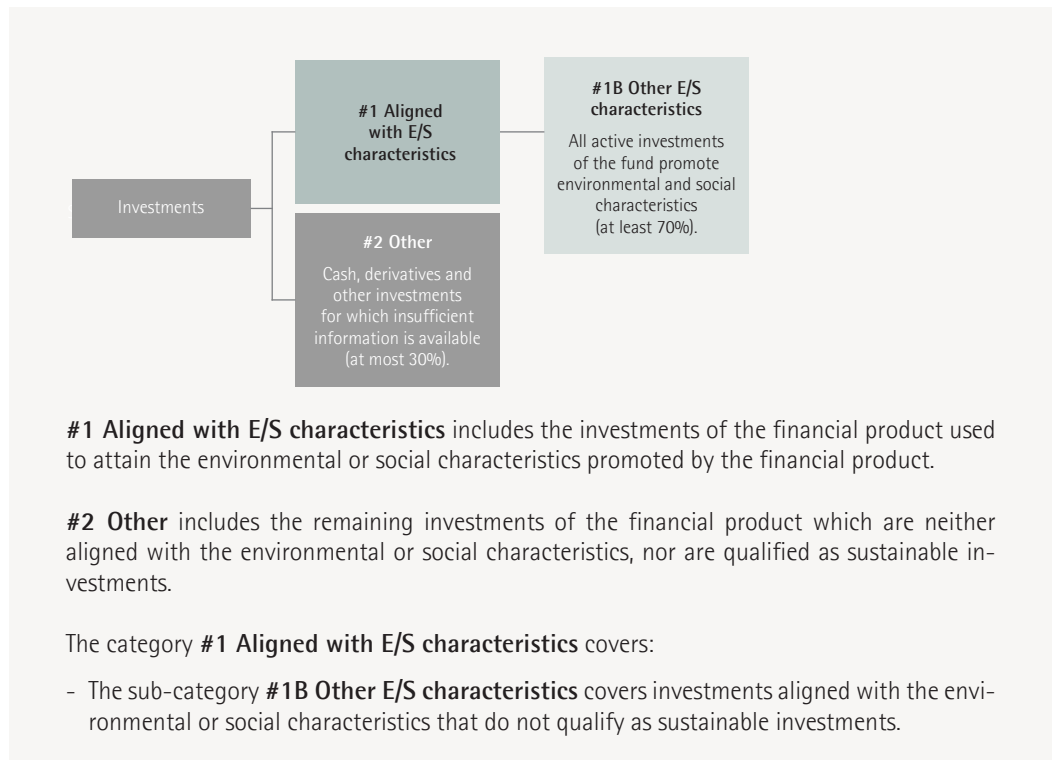 #1 Aligned
with E/S
characteristics
#1B Other E/S
characteristics
All active investments
of the fund promote
environmental and social
characteristics
(at least 70%).
Investments
#2 Other
Cash, derivatives and
other investments
for which insufficient
information is available
(at most 30%).
#1 Aligned with E/S characteristics includes the investments of the financial product used
to attain the environmental or social characteristics promoted by the financial product.
#2 Other includes the remaining investments of the financial product which are neither
aligned with the environmental or social characteristics, nor are qualified as sustainable in-
vestments.
The category #1 Aligned with E/S characteristics covers:
- The sub-category #1B Other E/S characteristics covers investments aligned with the envi-
ronmental or social characteristics that do not qualify as sustainable investments.